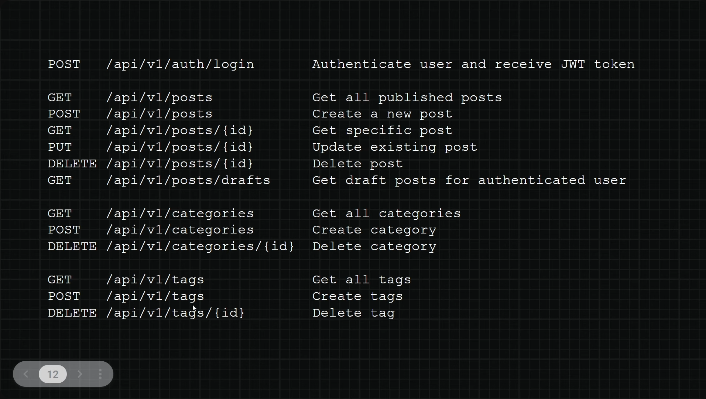 POST /api/v1/auth/login Authenticate user and receive JWT token
GET /api/v1/posts Get all published posts
POST /api/v1/posts Create a new post
GET /api/v1/posts/{id} Get specific post
PUT /api/v1/posts/{id} Update existing post
DELETE /api/v1/posts/{id} Delete post
GET /api/v1/posts/drafts Get draft posts for authenticated user
GET /api/v1/categories Get all categories
POST /api/v1/categories Create category
DELETE /api/v1/categories/{id} Delete category
GET /api/v1/tags Get all tags
POST /api/v1/tags Create tags
DELETE /api/v1/tags/{id} Delete tag
12